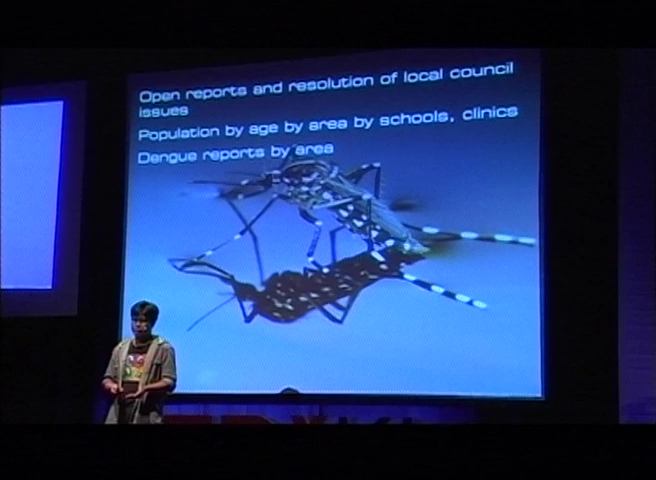 Open reports and resolution of local council
issues
Population by age by area by schools, clinics
Dengue reports by area